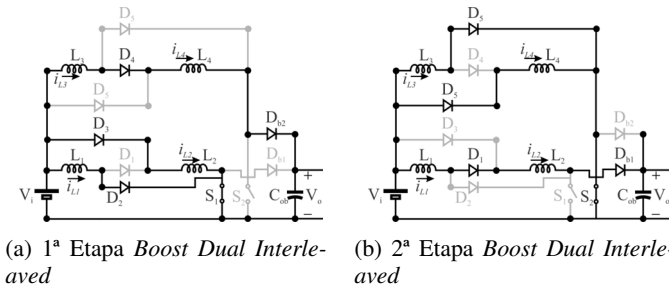 D5
L3
D4
iL4
L4
iL3
D5
D3
Db2
L1
D1
iL2
L2
Db1
iL1
D2
S1
S2
Vi
Cob
Vo
+
−
(a) 1ª Etapa Boost Dual Interle-
aved
D5
L3
D4
iL4
L4
iL3
D5
D3
Db2
L1
D1
iL2
L2
Db1
iL1
D2
S1
S2
Vi
Cob
Vo
+
−
(b) 2ª Etapa Boost Dual Interle-
aved